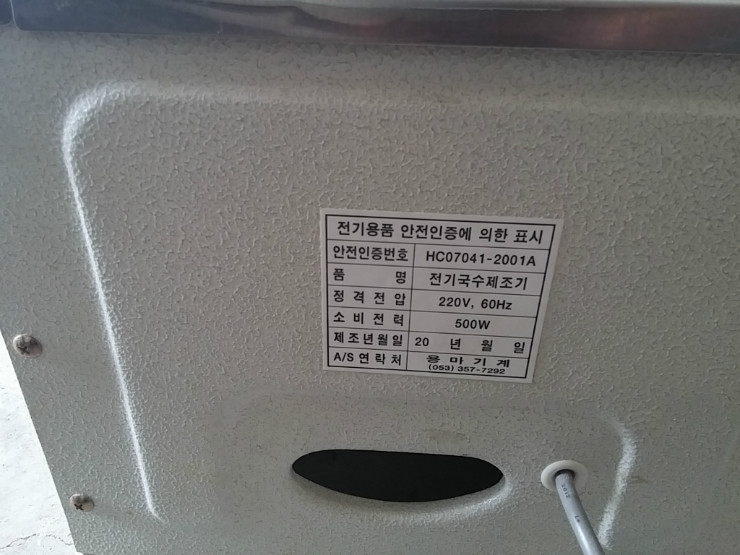 전기용품 안전인증에 의한 표시
안전인증번호 HC07041-2001A
품 명 전기국수제조기
정격전압 220V, 60Hz
소비전력 500W
제조년월일 20 년 월 일
A/S연락처 용마기계
(053) 357-7292